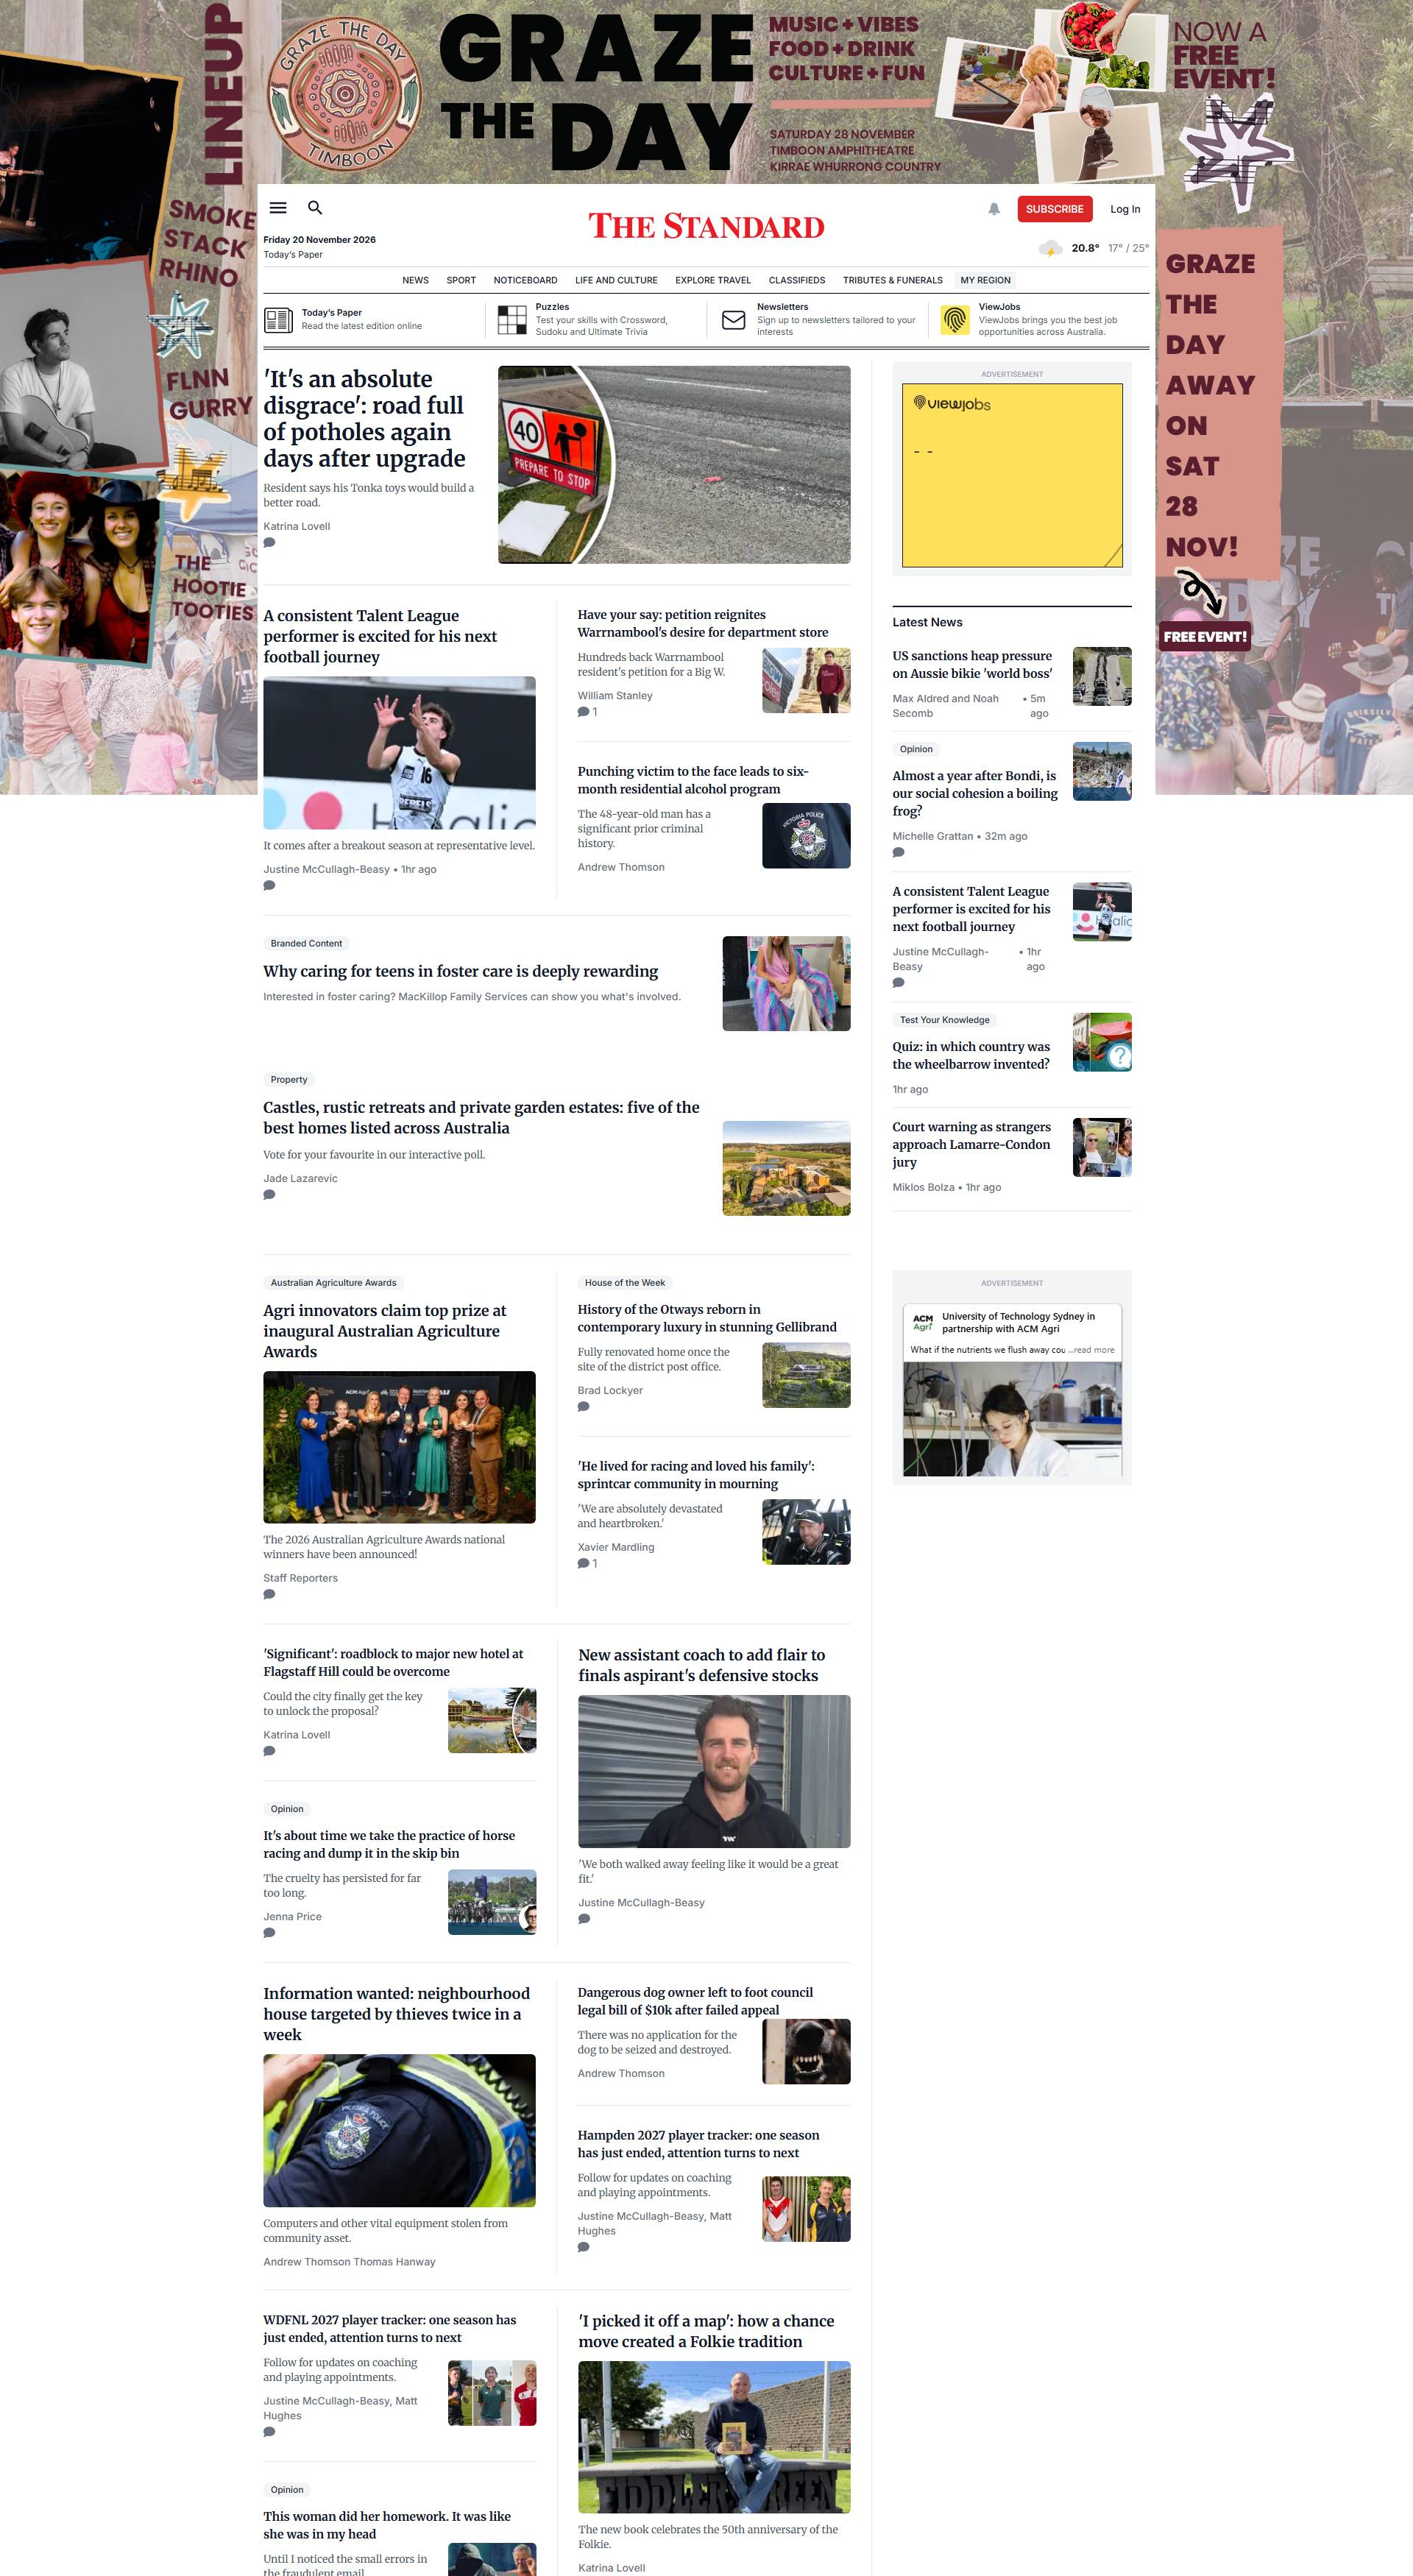 LINEUP
SMOKE
STACK
RHINO
FLNN
GURRY
THE
HOOTIE
TOOTIES
GRAZE THE DAY
TIMBOON
GRAZE
THE DAY
MUSIC + VIBES
FOOD + DRINK
CULTURE + FUN
SATURDAY 28 NOVEMBER
TIMBOON AMPHITHEATRE
KIRRAE WHURRONG COUNTRY
NOW A
FREE
EVENT!
GRAZE
THE
DAY
AWAY
ON
SAT
28
NOV!
FREE EVENT!
SUBSCRIBE
Log In
THE STANDARD
Friday 20 November 2026
Today's Paper
20.8° 17° / 25°
NEWS SPORT NOTICEBOARD LIFE AND CULTURE EXPLORE TRAVEL CLASSIFIEDS TRIBUTES & FUNERALS MY REGION
Today's Paper
Read the latest edition online
Puzzles
Test your skills with Crossword,
Sudoku and Ultimate Trivia
Newsletters
Sign up to newsletters tailored to your
interests
ViewJobs
ViewJobs brings you the best job
opportunities across Australia.
'It's an absolute
disgrace': road full
of potholes again
days after upgrade
Resident says his Tonka toys would build a
better road.
Katrina Lovell
40
PREPARE TO STOP
A consistent Talent League
performer is excited for his next
football journey
16
REBELS
It comes after a breakout season at representative level.
Justine McCullagh-Beasy • 1hr ago
Have your say: petition reignites
Warrnambool's desire for department store
Hundreds back Warrnambool
resident's petition for a Big W.
William Stanley
1
Punching victim to the face leads to six-
month residential alcohol program
The 48-year-old man has a
significant prior criminal
history.
Andrew Thomson
VICTORIA POLICE
Branded Content
Why caring for teens in foster care is deeply rewarding
Interested in foster caring? MacKillop Family Services can show you what's involved.
Property
Castles, rustic retreats and private garden estates: five of the
best homes listed across Australia
Vote for your favourite in our interactive poll.
Jade Lazarevic
Australian Agriculture Awards
Agri innovators claim top prize at
inaugural Australian Agriculture
Awards
The 2026 Australian Agriculture Awards national
winners have been announced!
Staff Reporters
House of the Week
History of the Otways reborn in
contemporary luxury in stunning Gellibrand
Fully renovated home once the
site of the district post office.
Brad Lockyer
'He lived for racing and loved his family':
sprintcar community in mourning
'We are absolutely devastated
and heartbroken.'
Xavier Mardling
1
'Significant': roadblock to major new hotel at
Flagstaff Hill could be overcome
Could the city finally get the key
to unlock the proposal?
Katrina Lovell
Opinion
It's about time we take the practice of horse
racing and dump it in the skip bin
The cruelty has persisted for far
too long.
Jenna Price
New assistant coach to add flair to
finals aspirant's defensive stocks
'We both walked away feeling like it would be a great
fit.'
Justine McCullagh-Beasy
Information wanted: neighbourhood
house targeted by thieves twice in a
week
VICTORIA POLICE
Computers and other vital equipment stolen from
community asset.
Andrew Thomson Thomas Hanway
Dangerous dog owner left to foot council
legal bill of $10k after failed appeal
There was no application for the
dog to be seized and destroyed.
Andrew Thomson
Hampden 2027 player tracker: one season
has just ended, attention turns to next
Follow for updates on coaching
and playing appointments.
Justine McCullagh-Beasy, Matt
Hughes
WDFNL 2027 player tracker: one season has
just ended, attention turns to next
Follow for updates on coaching
and playing appointments.
Justine McCullagh-Beasy, Matt
Hughes
Opinion
This woman did her homework. It was like
she was in my head
Until I noticed the small errors in
the fraudulent email
'I picked it off a map': how a chance
move created a Folkie tradition
FOLK
FIDDLER GREEN
The new book celebrates the 50th anniversary of the
Folkie.
Katrina Lovell
ADVERTISEMENT
viewjobs
- -
Latest News
US sanctions heap pressure
on Aussie bikie 'world boss'
Max Aldred and Noah
Secomb
• 5m
ago
Opinion
Almost a year after Bondi, is
our social cohesion a boiling
frog?
Michelle Grattan • 32m ago
A consistent Talent League
performer is excited for his
next football journey
Justine McCullagh-
Beasy
• 1hr
ago
Test Your Knowledge
Quiz: in which country was
the wheelbarrow invented?
1hr ago
Court warning as strangers
approach Lamarre-Condon
jury
Miklos Bolza • 1hr ago
ADVERTISEMENT
ACM
Agri
University of Technology Sydney in
partnership with ACM Agri
What if the nutrients we flush away cou ...read more